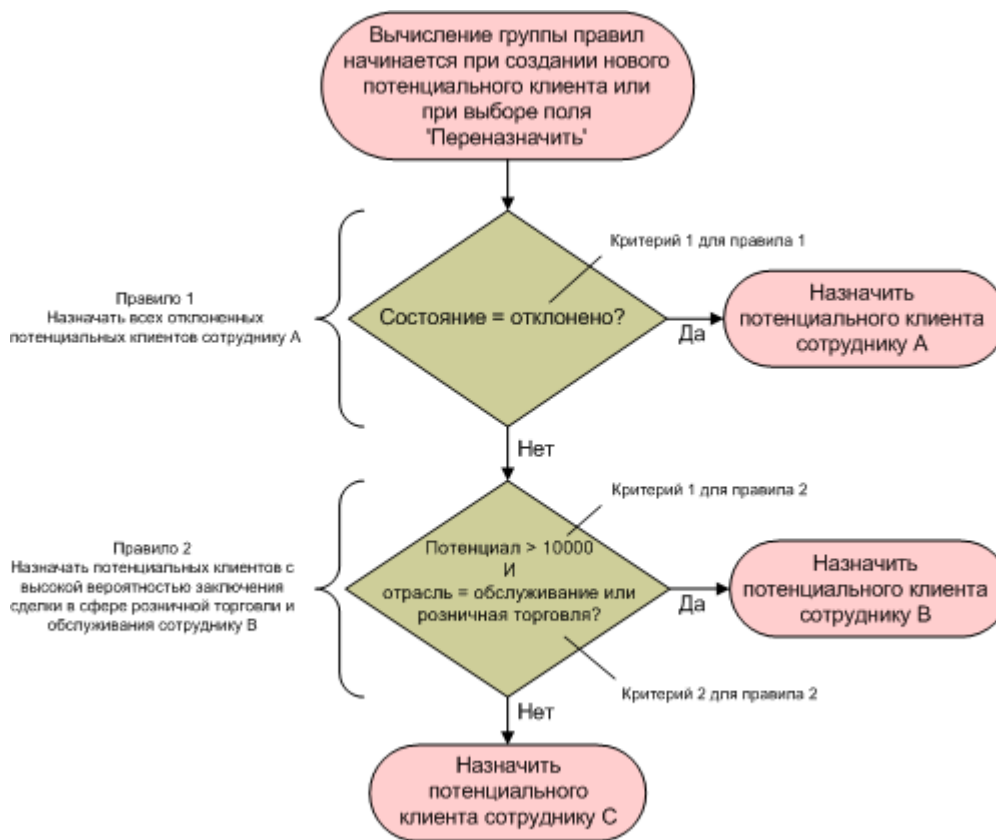 Вычисление группы правил
начинается при создании нового
потенциального клиента или
при выборе поля
'Переназначить'
Критерий 1 для правила 1
Правило 1
Назначать всех отклоненных
потенциальных клиентов сотруднику A
Состояние = отклонено?
Да
Назначить
потенциального клиента
сотруднику A
Нет
Критерий 1 для правила 2
Правило 2
Назначать потенциальных клиентов с
высокой вероятностью заключения
сделки в сфере розничной торговли и
обслуживания сотруднику B
Потенциал > 10000
И
отрасль = обслуживание или
розничная торговля?
Да
Назначить
потенциального клиента
сотруднику B
Критерий 2 для правила 2
Нет
Назначить
потенциального
клиента сотруднику C